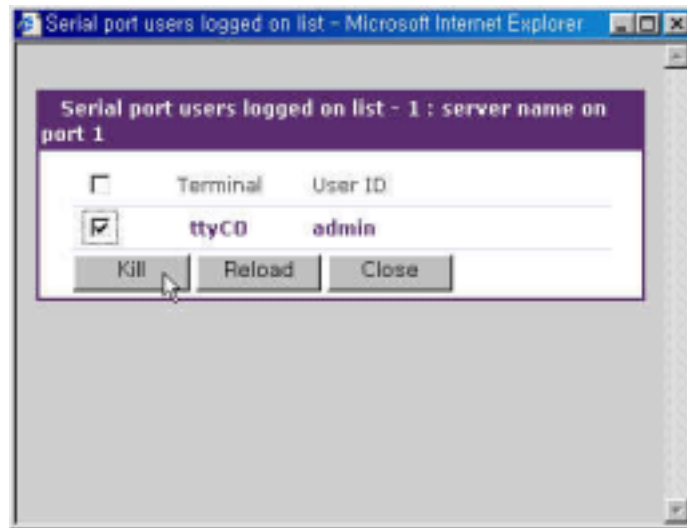 Serial port users logged on list - Microsoft Internet Explorer
Serial port users logged on list - 1 : server name on
port 1
Terminal User ID
ttyC0 admin
Kill Reload Close